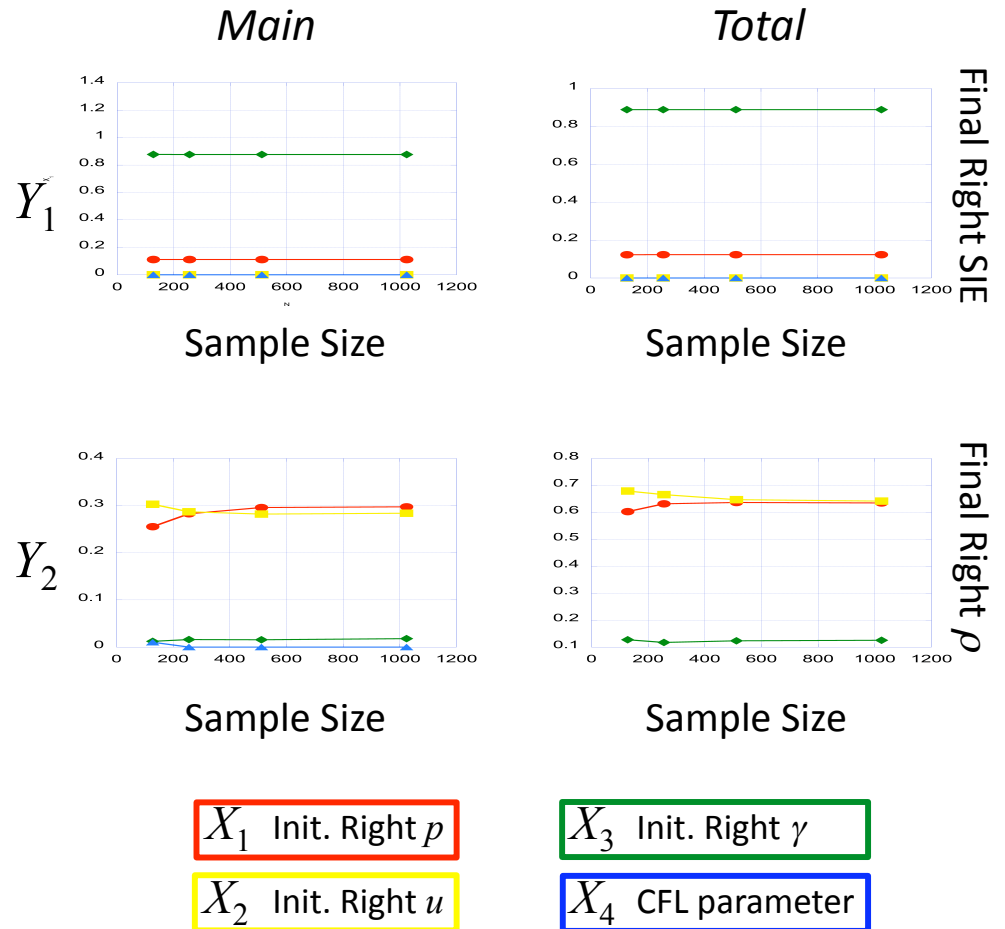 Main
Total
1.4
1.2
1
0.8
0.6
0.4
0.2
0
0 200 400 600 800 1000 1200
N
Sample Size
Y₁
1
0.8
0.6
0.4
0.2
0
0 200 400 600 800 1000 1200
Sample Size
Final Right SIE
0.4
0.3
0.2
0.1
0
0 200 400 600 800 1000 1200
Sample Size
Y₂
0.8
0.7
0.6
0.5
0.4
0.3
0.2
0.1
0 200 400 600 800 1000 1200
Sample Size
Final Right ρ
X₁ Init. Right p
X₃ Init. Right γ
X₂ Init. Right u
X₄ CFL parameter